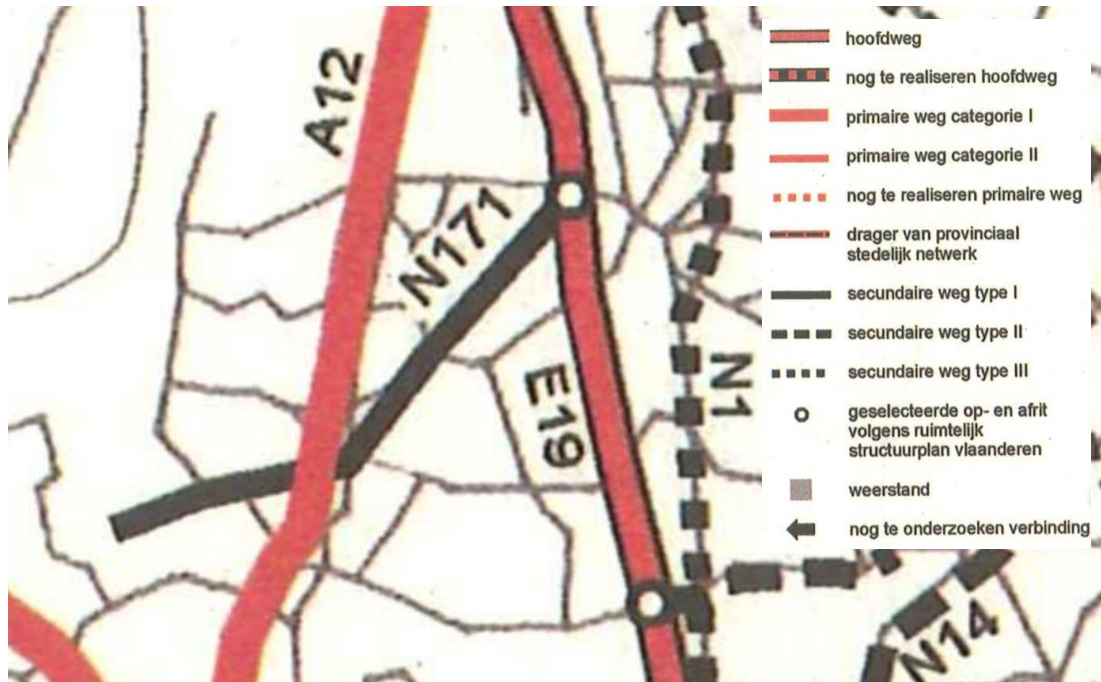 A12
N171
E19
N1
N14
hoofdweg
nog te realiseren hoofdweg
primaire weg categorie I
primaire weg categorie II
nog te realiseren primaire weg
drager van provinciaal
stedelijk netwerk
secundaire weg type I
secundaire weg type II
secundaire weg type III
geselecteerde op- en afrit
volgens ruimtelijk
structuurplan vlaanderen
weerstand
nog te onderzoeken verbinding